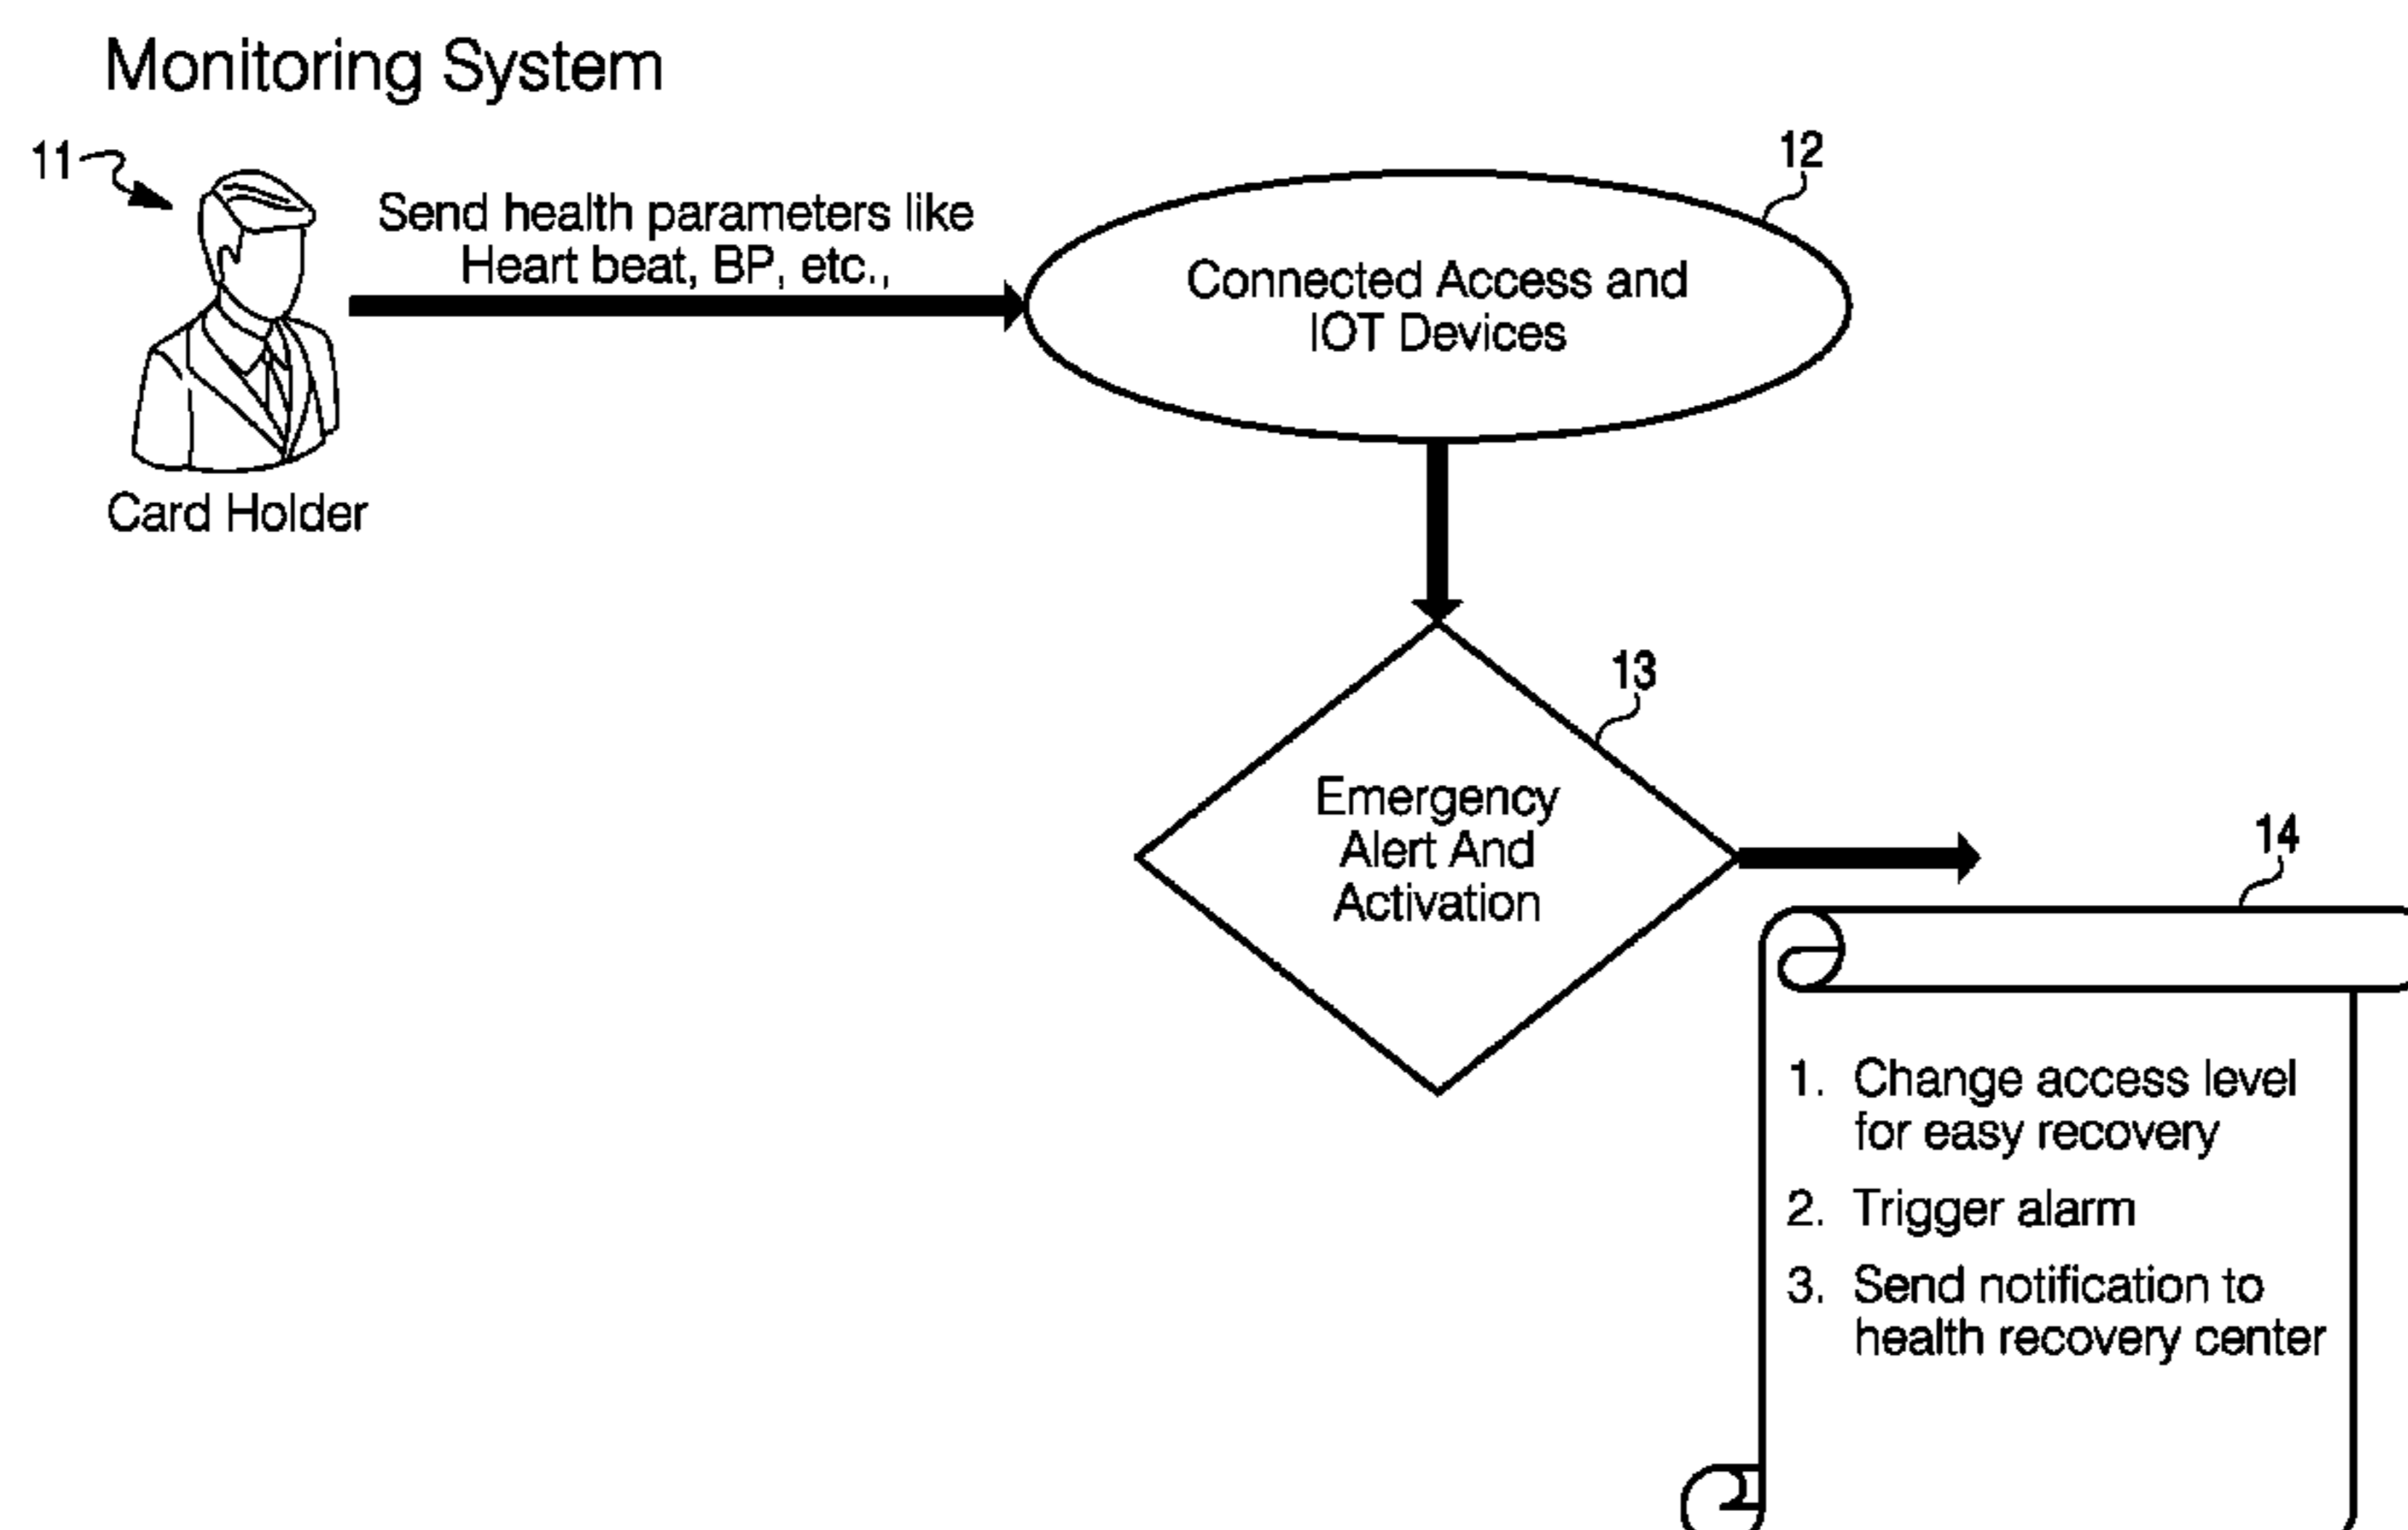 Monitoring System
11
Send health parameters like
Heart beat, BP, etc.,
Card Holder
12
Connected Access and
IOT Devices
13
Emergency
Alert And
Activation
14
1. Change access level
for easy recovery
2. Trigger alarm
3. Send notification to
health recovery center